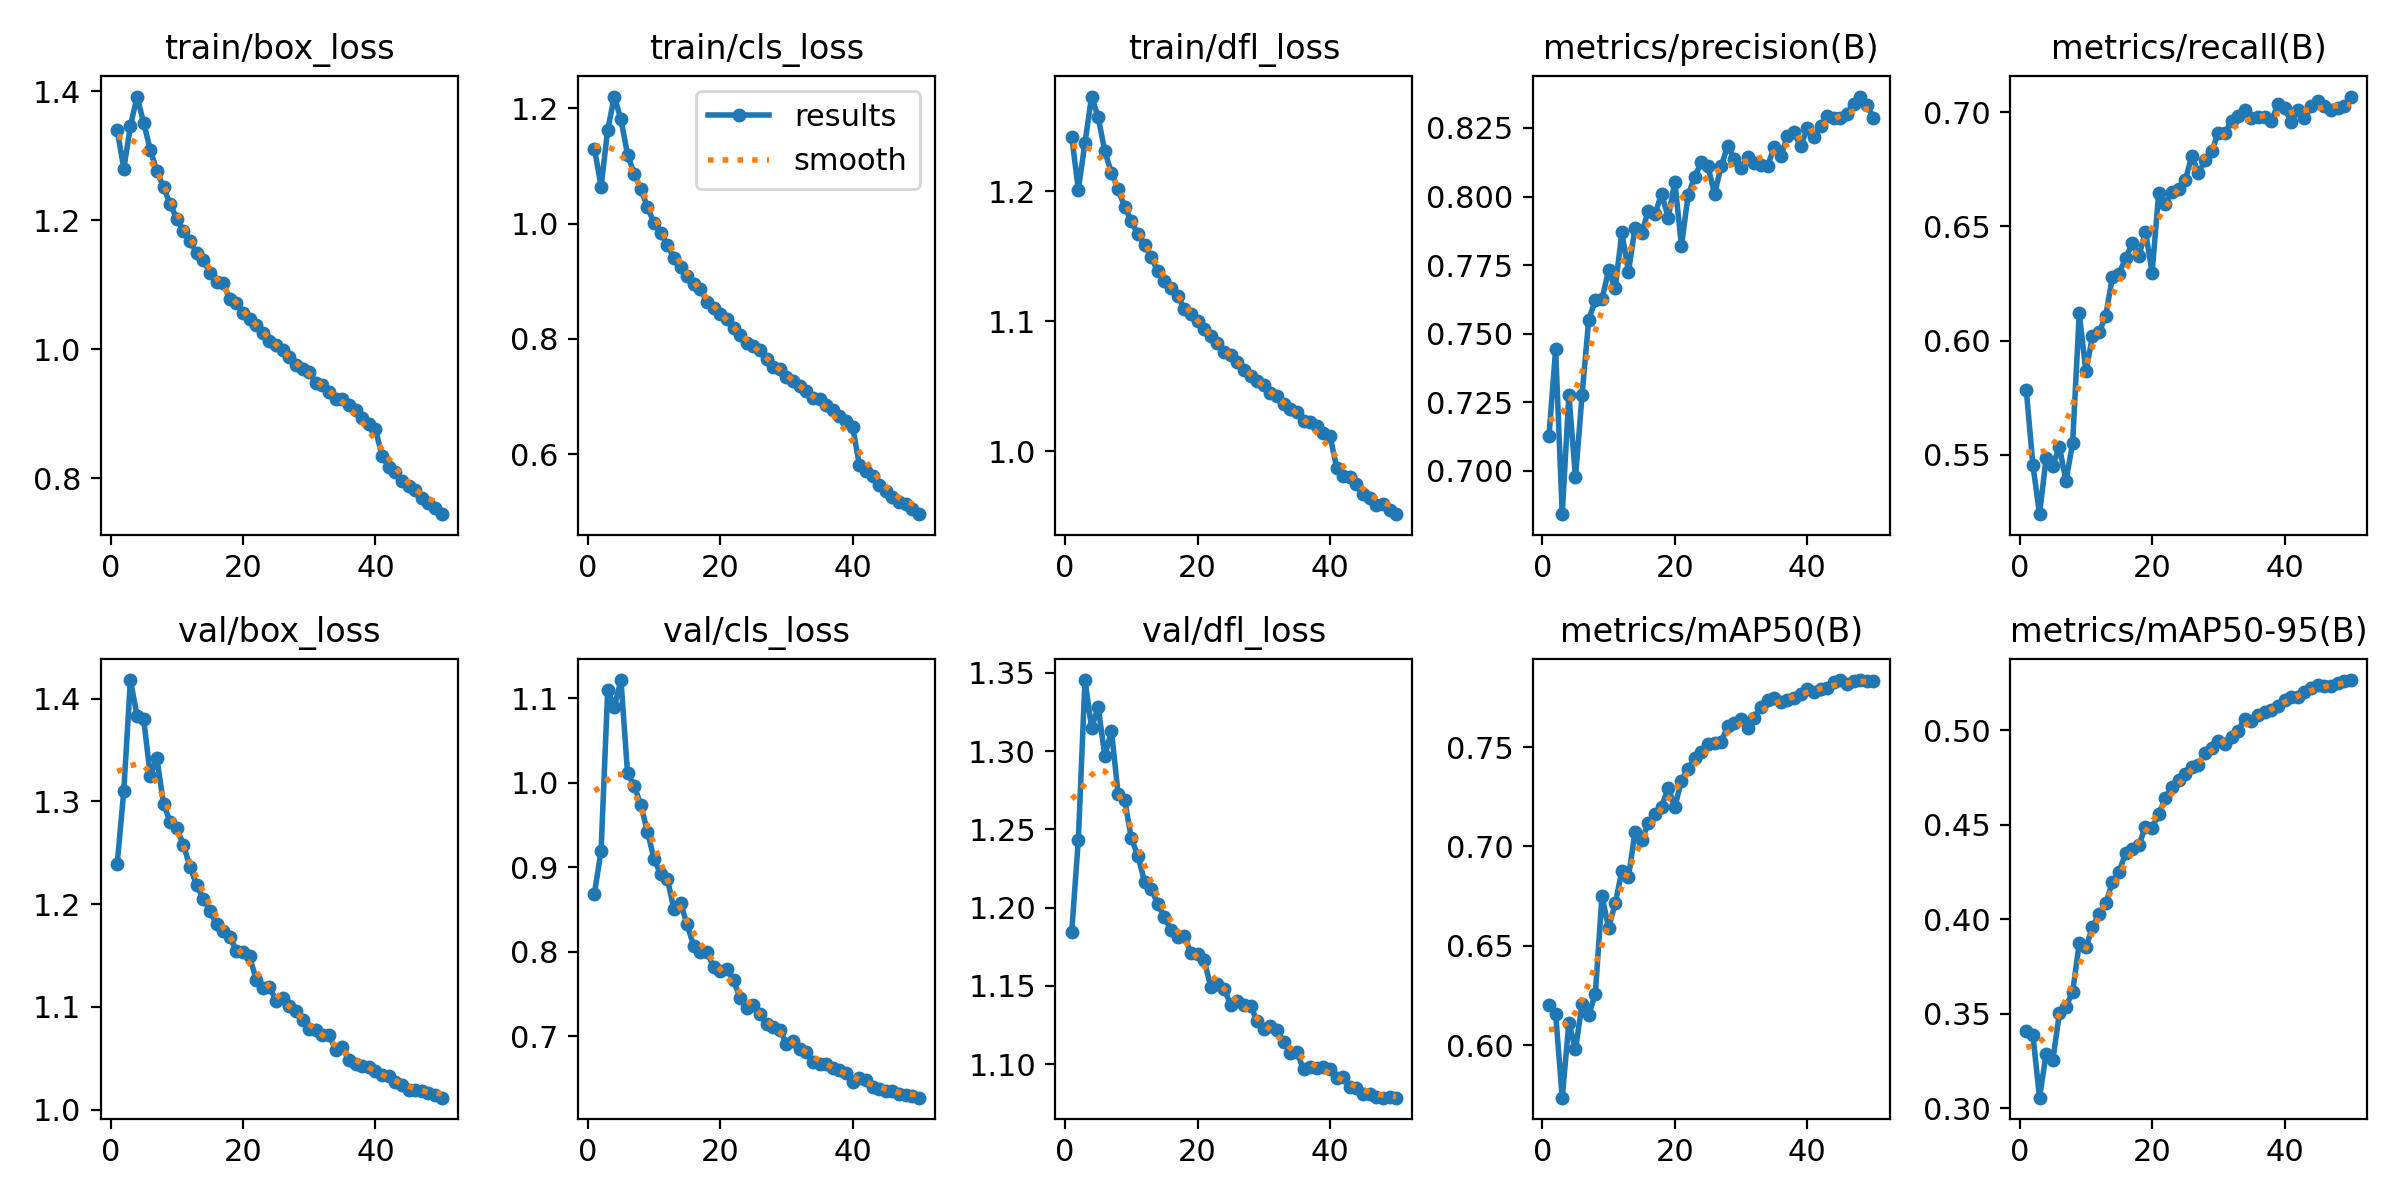 train/box_loss
1.4
1.2
1.0
0.8
0 20 40
train/cls_loss
results
smooth
1.2
1.0
0.8
0.6
0 20 40
train/dfl_loss
1.2
1.1
1.0
0 20 40
metrics/precision(B)
0.825
0.800
0.775
0.750
0.725
0.700
0 20 40
metrics/recall(B)
0.70
0.65
0.60
0.55
0 20 40
val/box_loss
1.4
1.3
1.2
1.1
1.0
0 20 40
val/cls_loss
1.1
1.0
0.9
0.8
0.7
0 20 40
val/dfl_loss
1.35
1.30
1.25
1.20
1.15
1.10
0 20 40
metrics/mAP50(B)
0.75
0.70
0.65
0.60
0 20 40
metrics/mAP50-95(B)
0.50
0.45
0.40
0.35
0.30
0 20 40